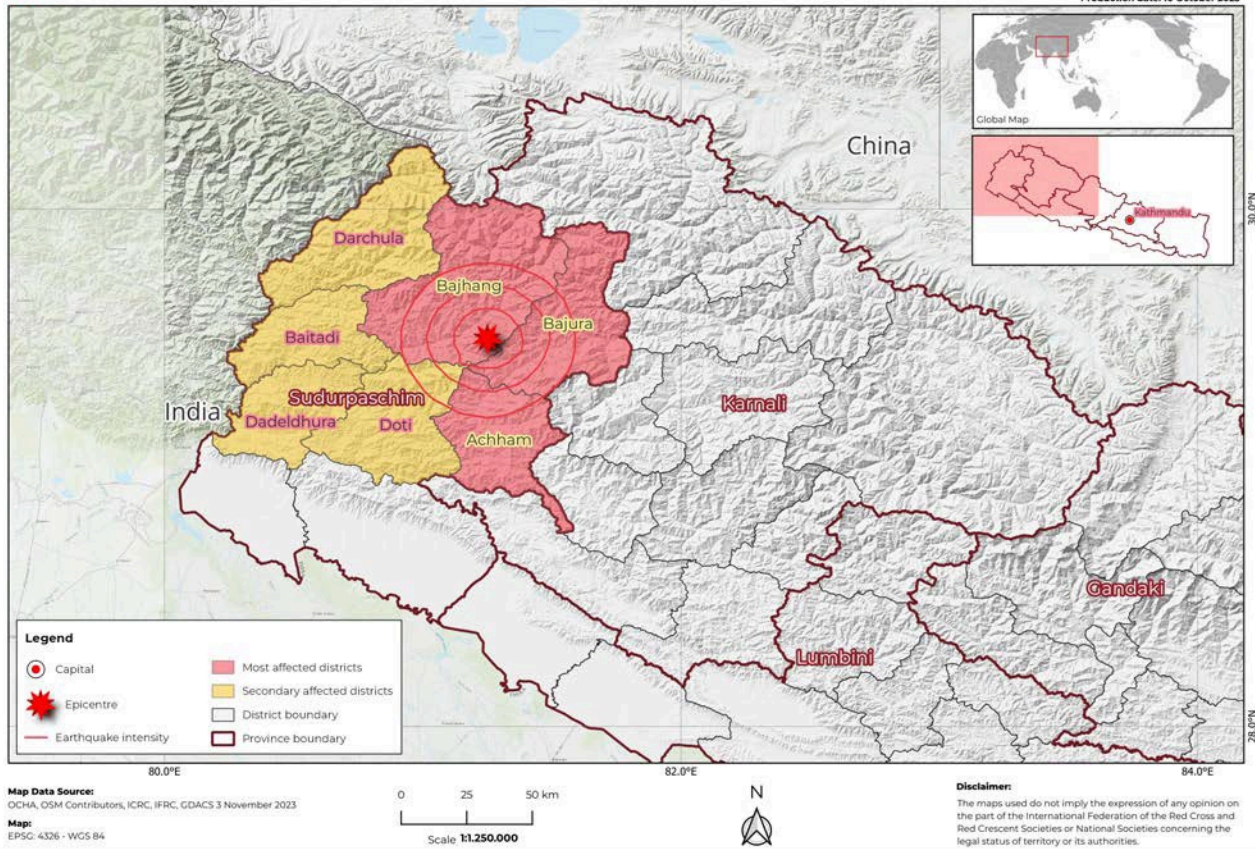 Global Map
China
Kathmandu
30.0°N
Darchula
Bajhang
Bajura
Baitadi
Sudurpaschim
India
Dadeldhura
Doti
Karnali
Achham
Gandaki
Lumbini
28.0°N
Legend
Capital
Epicentre
Earthquake intensity
Most affected districts
Secondary affected districts
District boundary
Province boundary
80.0°E
82.0°E
84.0°E
Map Data Source:
OCHA, OSM Contributors, ICRC, IFRC, GDACS 3 November 2023
Map:
EPSG: 4326 - WGS 84
0 25 50 km
Scale 1:1.250.000
N
Disclaimer:
The maps used do not imply the expression of any opinion on
the part of the International Federation of the Red Cross and
Red Crescent Societies or National Societies concerning the
legal status of territory or its authorities.